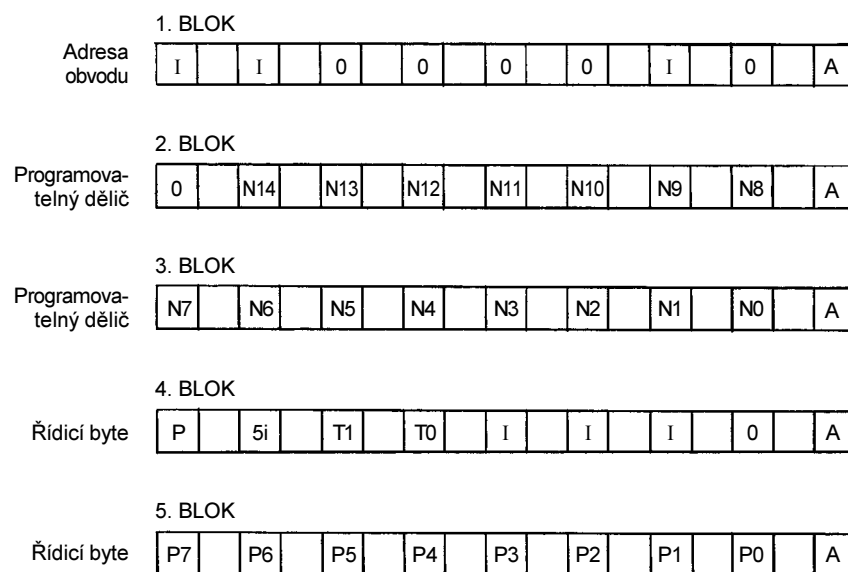 1. BLOK
Adresa
obvodu
I I 0 0 0 0 I 0 A
2. BLOK
Programova-
telný dělič
0 N14 N13 N12 N11 N10 N9 N8 A
3. BLOK
Programova-
telný dělič
N7 N6 N5 N4 N3 N2 N1 N0 A
4. BLOK
Řídicí byte
P 5i T1 T0 I I I 0 A
5. BLOK
Řídicí byte
P7 P6 P5 P4 P3 P2 P1 P0 A